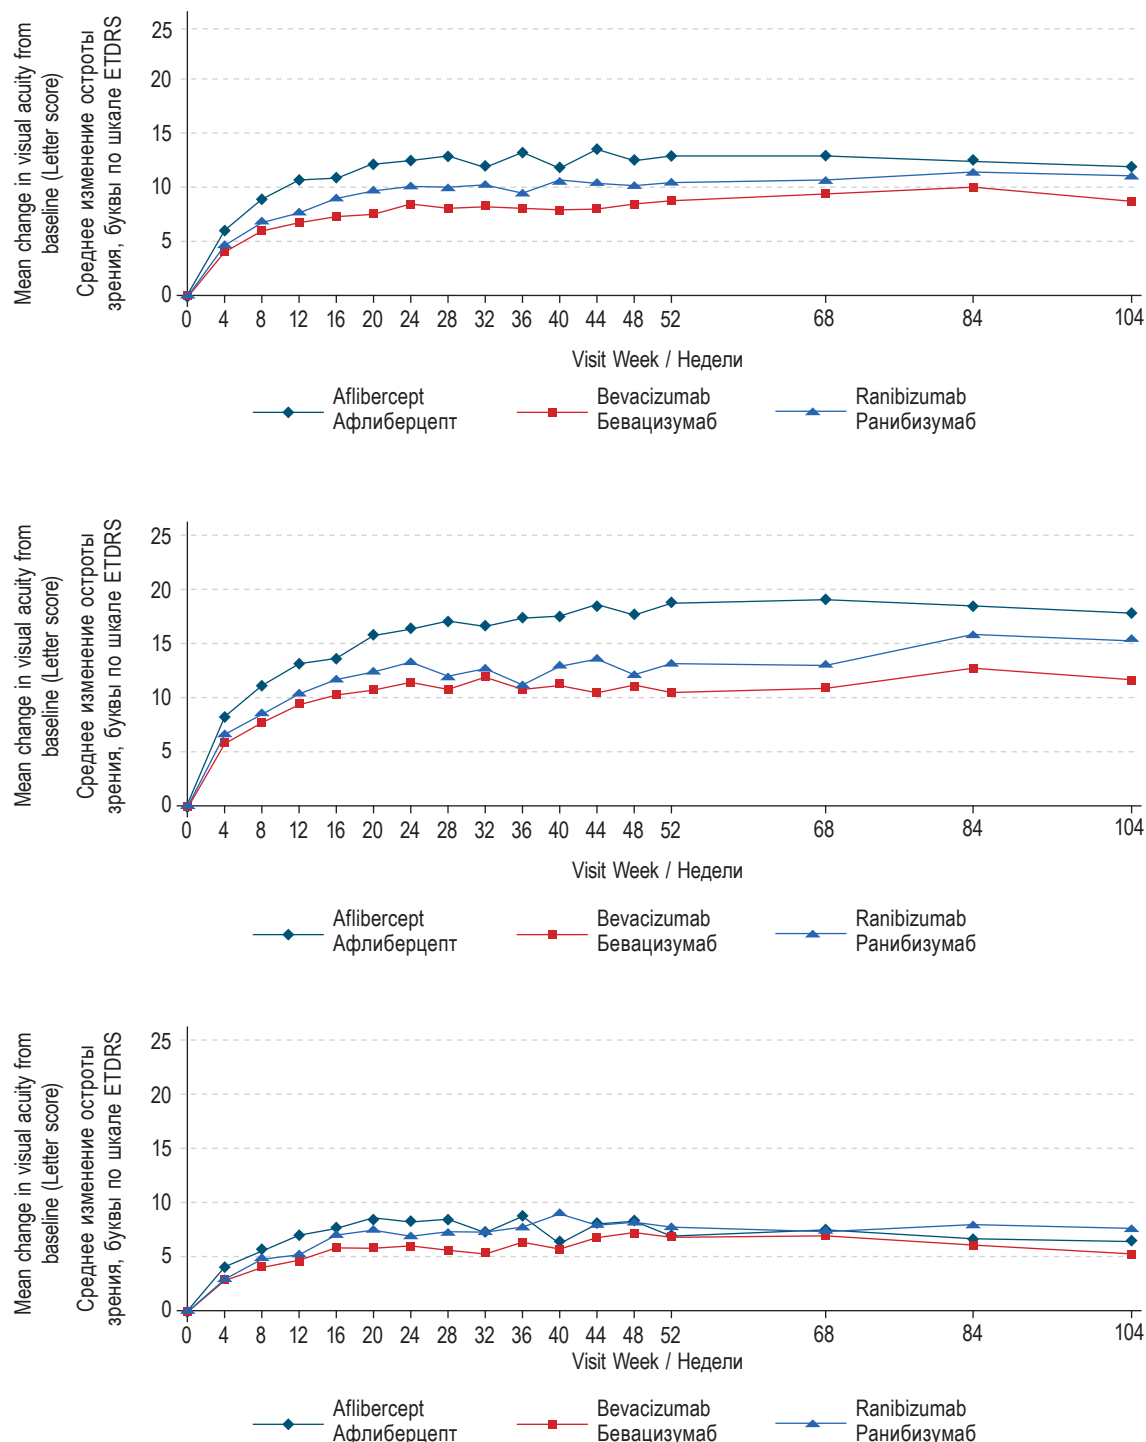 Mean change in visual acuity from
baseline (Letter score)
Среднее изменение остроты
зрения, буквы по шкале ETDRS
25
20
15
10
5
0
0 4 8 12 16 20 24 28 32 36 40 44 48 52 68 84 104
Visit Week / Недели
Aflibercept
Афлиберцепт
Bevacizumab
Бевацизумаб
Ranibizumab
Ранибизумаб
Mean change in visual acuity from
baseline (Letter score)
Среднее изменение остроты
зрения, буквы по шкале ETDRS
25
20
15
10
5
0
0 4 8 12 16 20 24 28 32 36 40 44 48 52 68 84 104
Visit Week / Недели
Aflibercept
Афлиберцепт
Bevacizumab
Бевацизумаб
Ranibizumab
Ранибизумаб
Mean change in visual acuity from
baseline (Letter score)
Среднее изменение остроты
зрения, буквы по шкале ETDRS
25
20
15
10
5
0
0 4 8 12 16 20 24 28 32 36 40 44 48 52 68 84 104
Visit Week / Недели
Aflibercept
Афлиберцепт
Bevacizumab
Бевацизумаб
Ranibizumab
Ранибизумаб